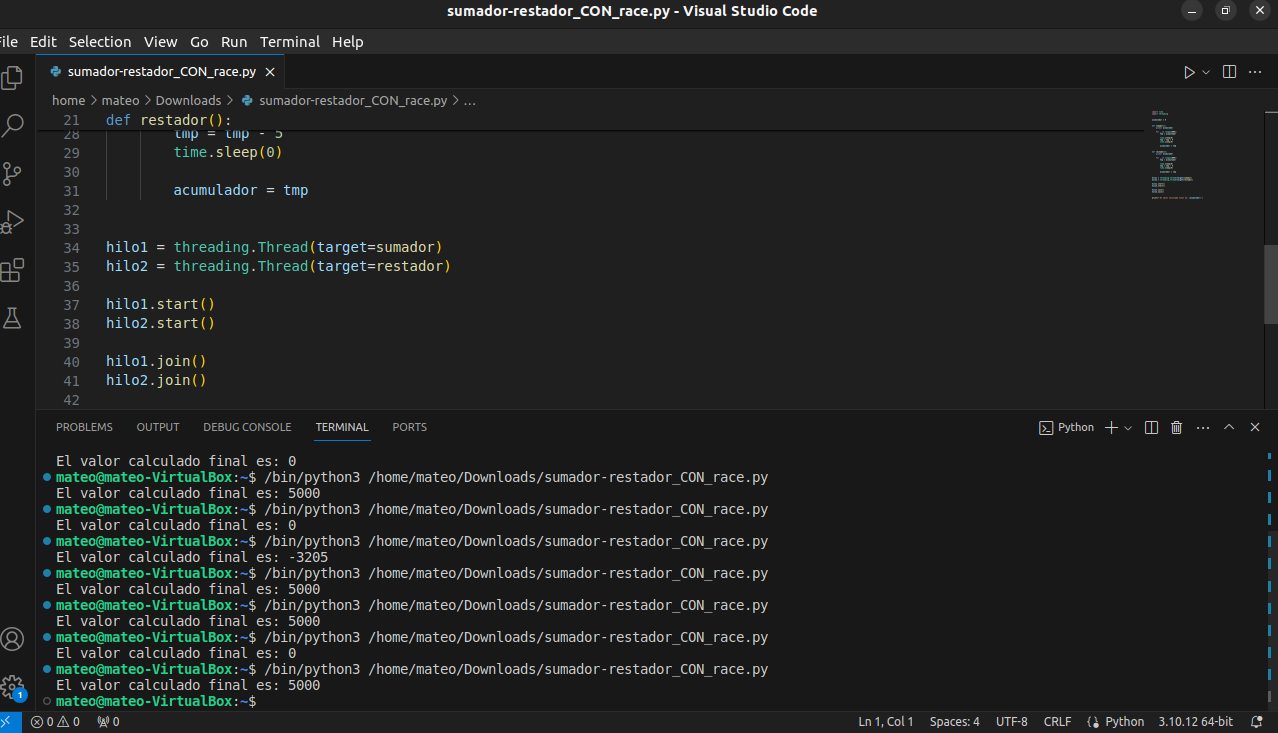 sumador-restador_CON_race.py - Visual Studio Code
File Edit Selection View Go Run Terminal Help
sumador-restador_CON_race.py
home > mateo > Downloads > sumador-restador_CON_race.py > ...
21 def restador():
28 tmp = tmp - 5
29 time.sleep(0)
30
31 acumulador = tmp
32
33
34 hilo1 = threading.Thread(target=sumador)
35 hilo2 = threading.Thread(target=restador)
36
37 hilo1.start()
38 hilo2.start()
39
40 hilo1.join()
41 hilo2.join()
42
PROBLEMS OUTPUT DEBUG CONSOLE TERMINAL PORTS Python
El valor calculado final es: 0
mateo@mateo-VirtualBox:~$ /bin/python3 /home/mateo/Downloads/sumador-restador_CON_race.py
El valor calculado final es: 5000
mateo@mateo-VirtualBox:~$ /bin/python3 /home/mateo/Downloads/sumador-restador_CON_race.py
El valor calculado final es: 0
mateo@mateo-VirtualBox:~$ /bin/python3 /home/mateo/Downloads/sumador-restador_CON_race.py
El valor calculado final es: -3205
mateo@mateo-VirtualBox:~$ /bin/python3 /home/mateo/Downloads/sumador-restador_CON_race.py
El valor calculado final es: 5000
mateo@mateo-VirtualBox:~$ /bin/python3 /home/mateo/Downloads/sumador-restador_CON_race.py
El valor calculado final es: 5000
mateo@mateo-VirtualBox:~$ /bin/python3 /home/mateo/Downloads/sumador-restador_CON_race.py
El valor calculado final es: 0
mateo@mateo-VirtualBox:~$ /bin/python3 /home/mateo/Downloads/sumador-restador_CON_race.py
El valor calculado final es: 5000
mateo@mateo-VirtualBox:~$
1
0 0 0 Ln 1, Col 1 Spaces: 4 UTF-8 CRLF Python 3.10.12 64-bit